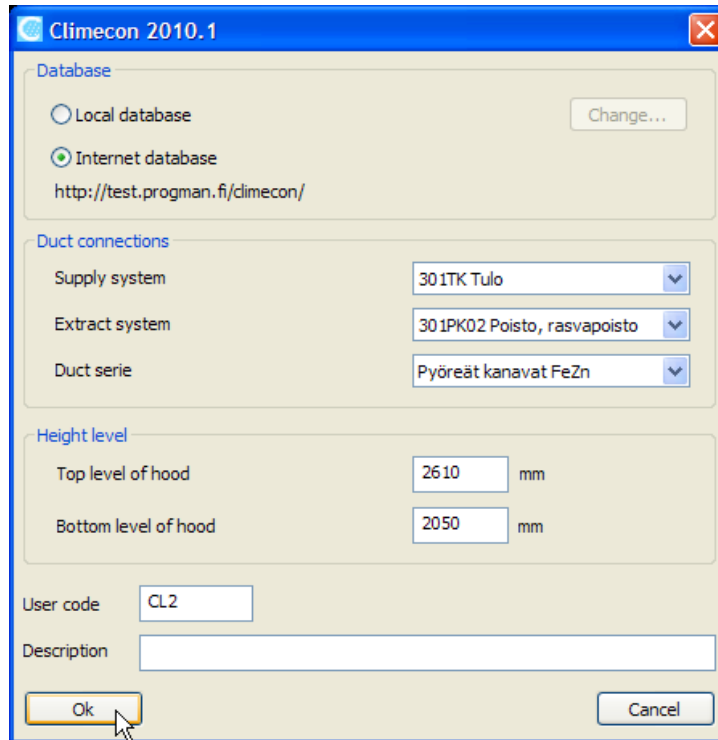 Climecon 2010.1
Database
Local database
Change...
Internet database
http://test.progman.fi/climecon/
Duct connections
Supply system 301TK Tulo
Extract system 301PK02 Poisto, rasvapoisto
Duct serie Pyöreät kanavat FeZn
Height level
Top level of hood 2610 mm
Bottom level of hood 2050 mm
User code CL2
Description
Ok Cancel